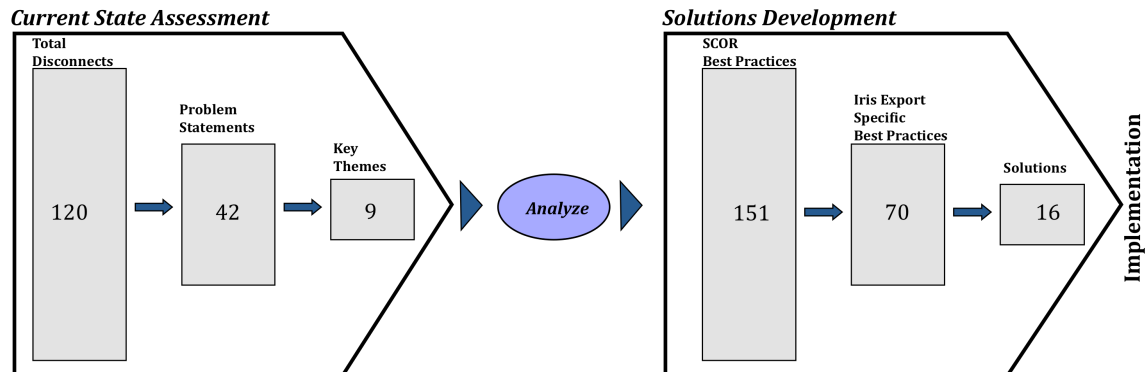 Current State Assessment
Total
Disconnects
120
Problem
Statements
42
Key
Themes
9
Analyze
Solutions Development
SCOR
Best Practices
151
Iris Export
Specific
Best Practices
70
Solutions
16
Implementation